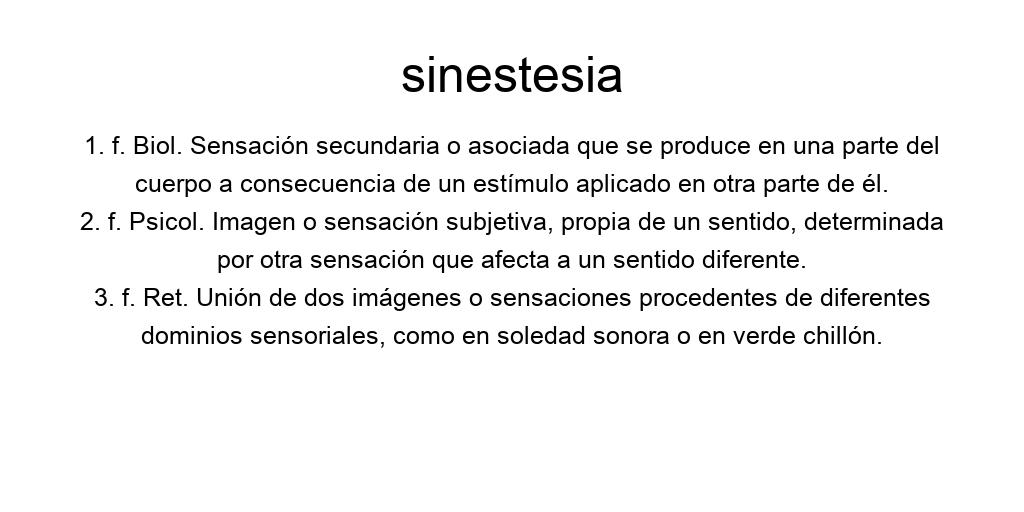 sinestesia
1. f. Biol. Sensación secundaria o asociada que se produce en una parte del
cuerpo a consecuencia de un estímulo aplicado en otra parte de él.
2. f. Psicol. Imagen o sensación subjetiva, propia de un sentido, determinada
por otra sensación que afecta a un sentido diferente.
3. f. Ret. Unión de dos imágenes o sensaciones procedentes de diferentes
dominios sensoriales, como en soledad sonora o en verde chillón.